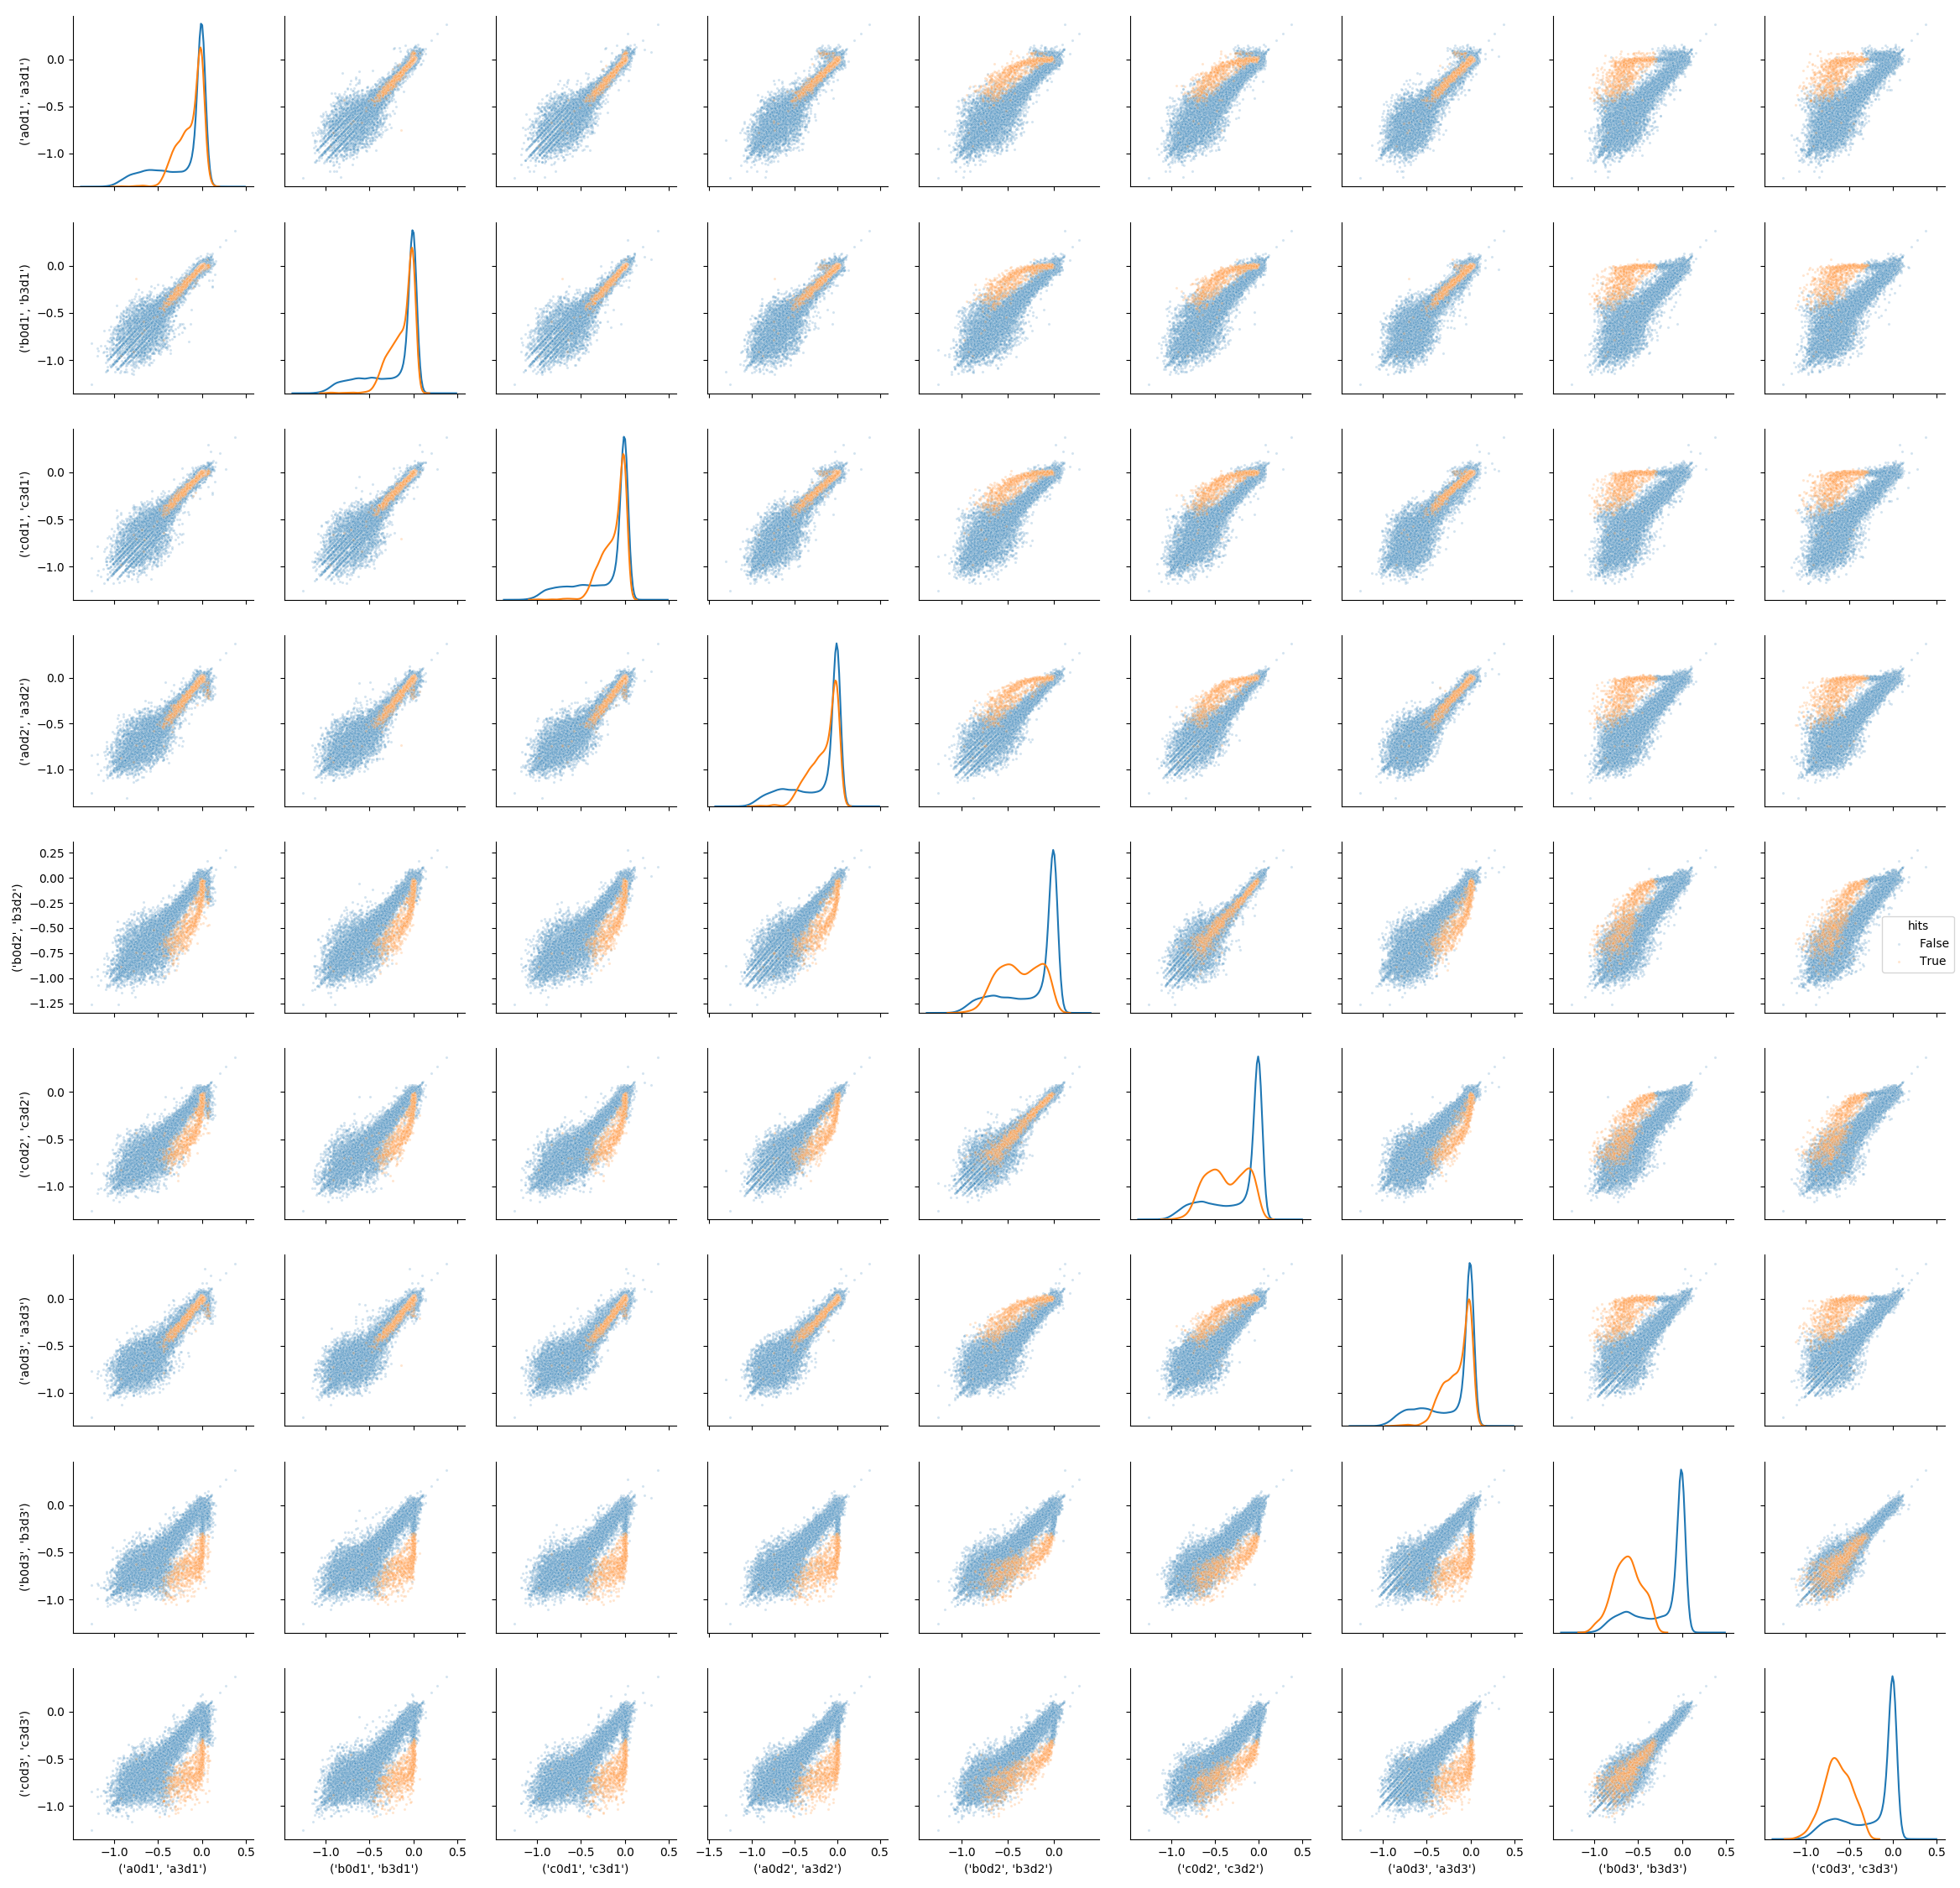 ('a0d1', 'a3d1')
0.0
−0.5
−1.0
('b0d1', 'b3d1')
0.0
−0.5
−1.0
('c0d1', 'c3d1')
0.0
−0.5
−1.0
('a0d2', 'a3d2')
0.0
−0.5
−1.0
('b0d2', 'b3d2')
0.25
0.00
−0.25
−0.50
−0.75
−1.00
−1.25
hits
False
True
('c0d2', 'c3d2')
0.0
−0.5
−1.0
('a0d3', 'a3d3')
0.0
−0.5
−1.0
('b0d3', 'b3d3')
0.0
−0.5
−1.0
('c0d3', 'c3d3')
0.0
−0.5
−1.0
−1.0 −0.5 0.0 0.5
('a0d1', 'a3d1')
−1.0 −0.5 0.0 0.5
('b0d1', 'b3d1')
−1.0 −0.5 0.0 0.5
('c0d1', 'c3d1')
−1.5 −1.0 −0.5 0.0 0.5
('a0d2', 'a3d2')
−1.0 −0.5 0.0
('b0d2', 'b3d2')
−1.0 −0.5 0.0 0.5
('c0d2', 'c3d2')
−1.0 −0.5 0.0 0.5
('a0d3', 'a3d3')
−1.0 −0.5 0.0 0.5
('b0d3', 'b3d3')
−1.0 −0.5 0.0 0.5
('c0d3', 'c3d3')